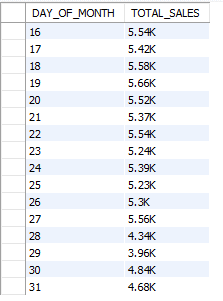 DAY_OF_MONTH TOTAL_SALES
16 5.54K
17 5.42K
18 5.58K
19 5.66K
20 5.52K
21 5.37K
22 5.54K
23 5.24K
24 5.39K
25 5.23K
26 5.3K
27 5.56K
28 4.34K
29 3.96K
30 4.84K
31 4.68K